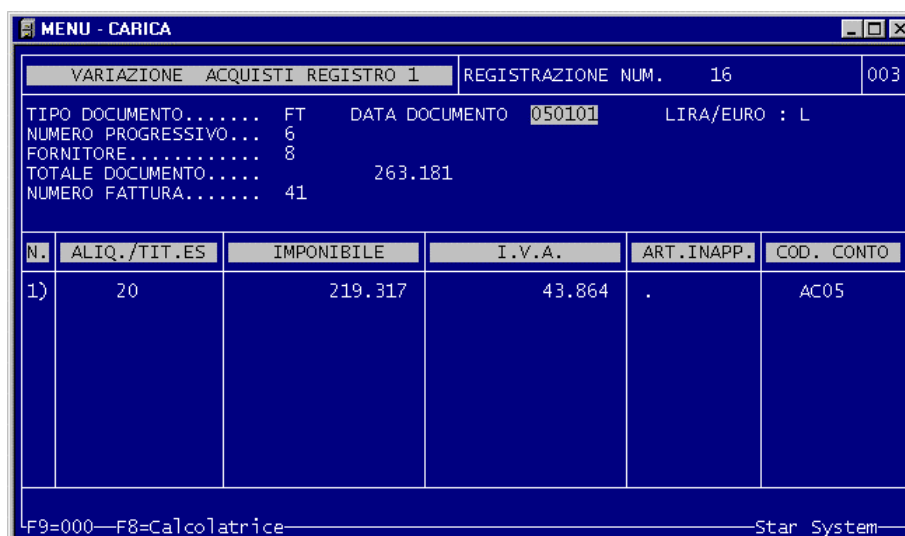 MENU - CARICA
VARIAZIONE ACQUISTI REGISTRO 1 REGISTRAZIONE NUM. 16 003
TIPO DOCUMENTO....... FT DATA DOCUMENTO 050101 LIRA/EURO : L
NUMERO PROGRESSIVO... 6
FORNITORE............ 8
TOTALE DOCUMENTO..... 263.181
NUMERO FATTURA....... 41
N. ALIQ./TIT.ES IMPONIBILE I.V.A. ART.INAPP. COD. CONTO
1) 20 219.317 43.864 . AC05
F9=000 F8=Calcolatrice Star System